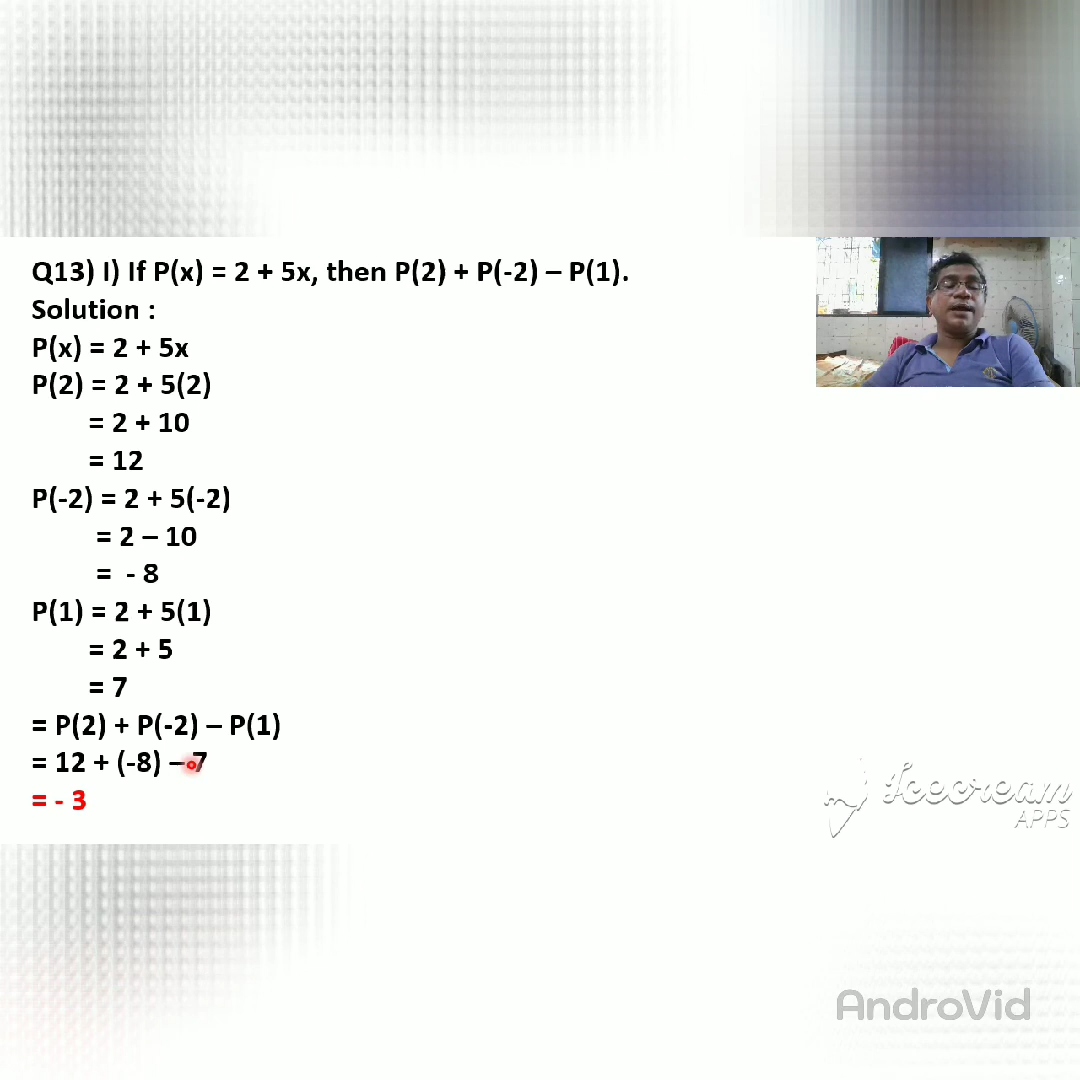 Q13) I) If P(x) = 2 + 5x, then P(2) + P(-2) – P(1).
Solution :
P(x) = 2 + 5x
P(2) = 2 + 5(2)
= 2 + 10
= 12
P(-2) = 2 + 5(-2)
= 2 – 10
= - 8
P(1) = 2 + 5(1)
= 2 + 5
= 7
= P(2) + P(-2) – P(1)
= 12 + (-8) – 7
= - 3
Icecream
APPS
AndroVid